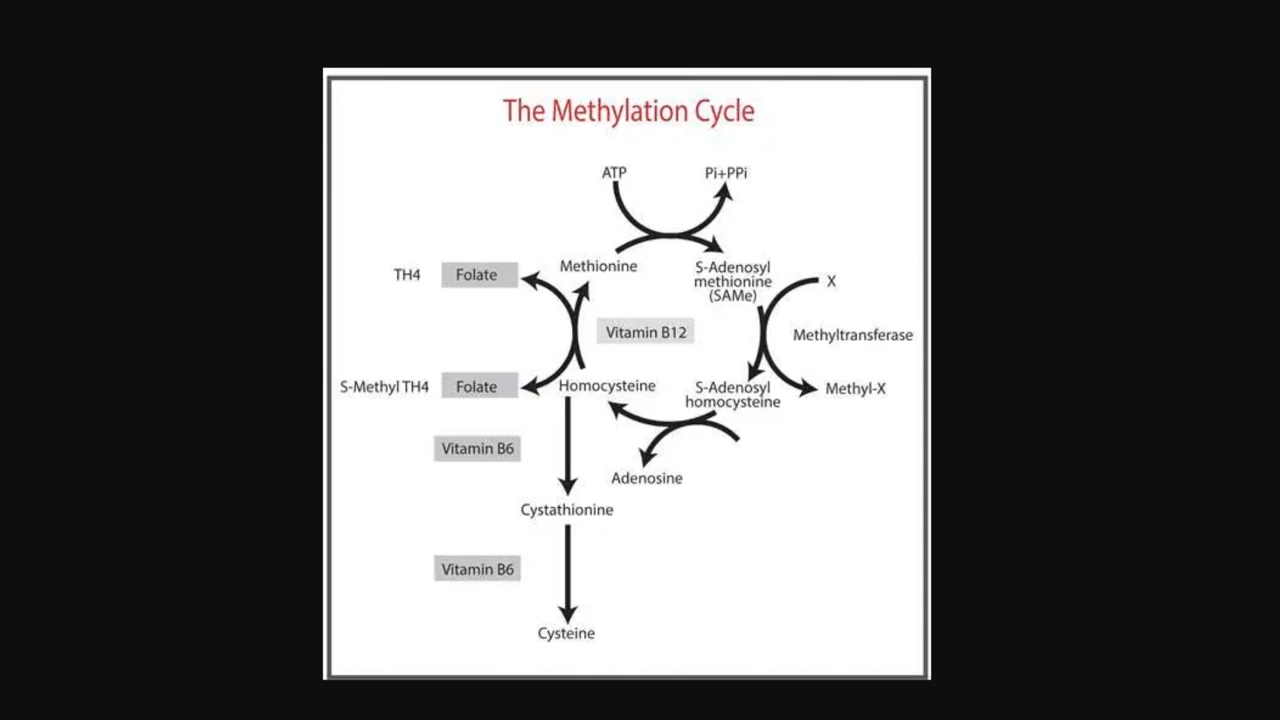 The Methylation Cycle
ATP
Pi+PPi
Methionine
S-Adenosyl
methionine
(SAMe)
TH4
Folate
X
Vitamin B12
Methyltransferase
S-Methyl TH4
Folate
Homocysteine
S-Adenosyl
homocysteine
Methyl-X
Vitamin B6
Adenosine
Cystathionine
Vitamin B6
Cysteine